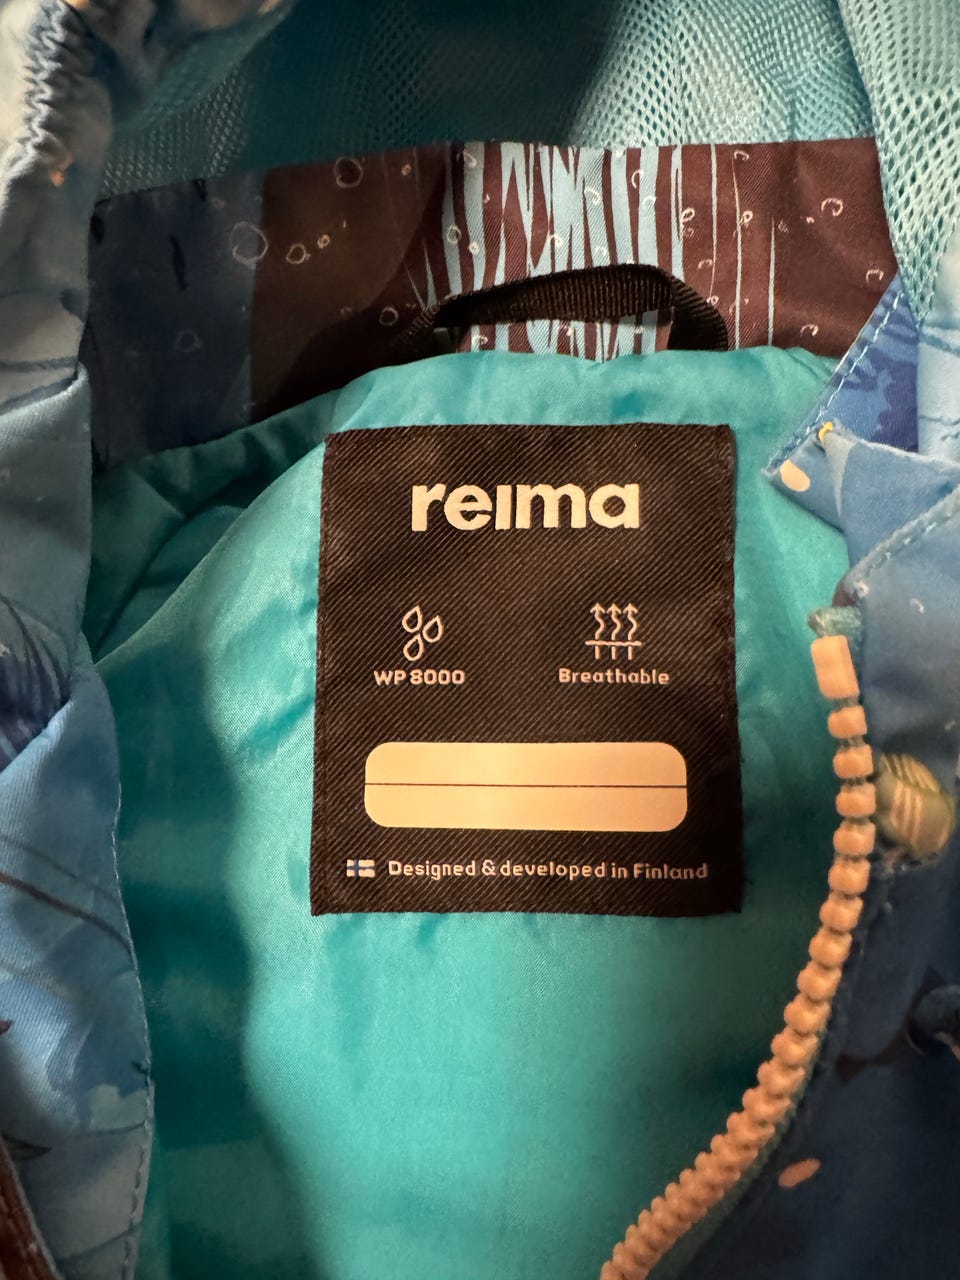 reima
WP 8000
Breathable
Designed & developed in Finland